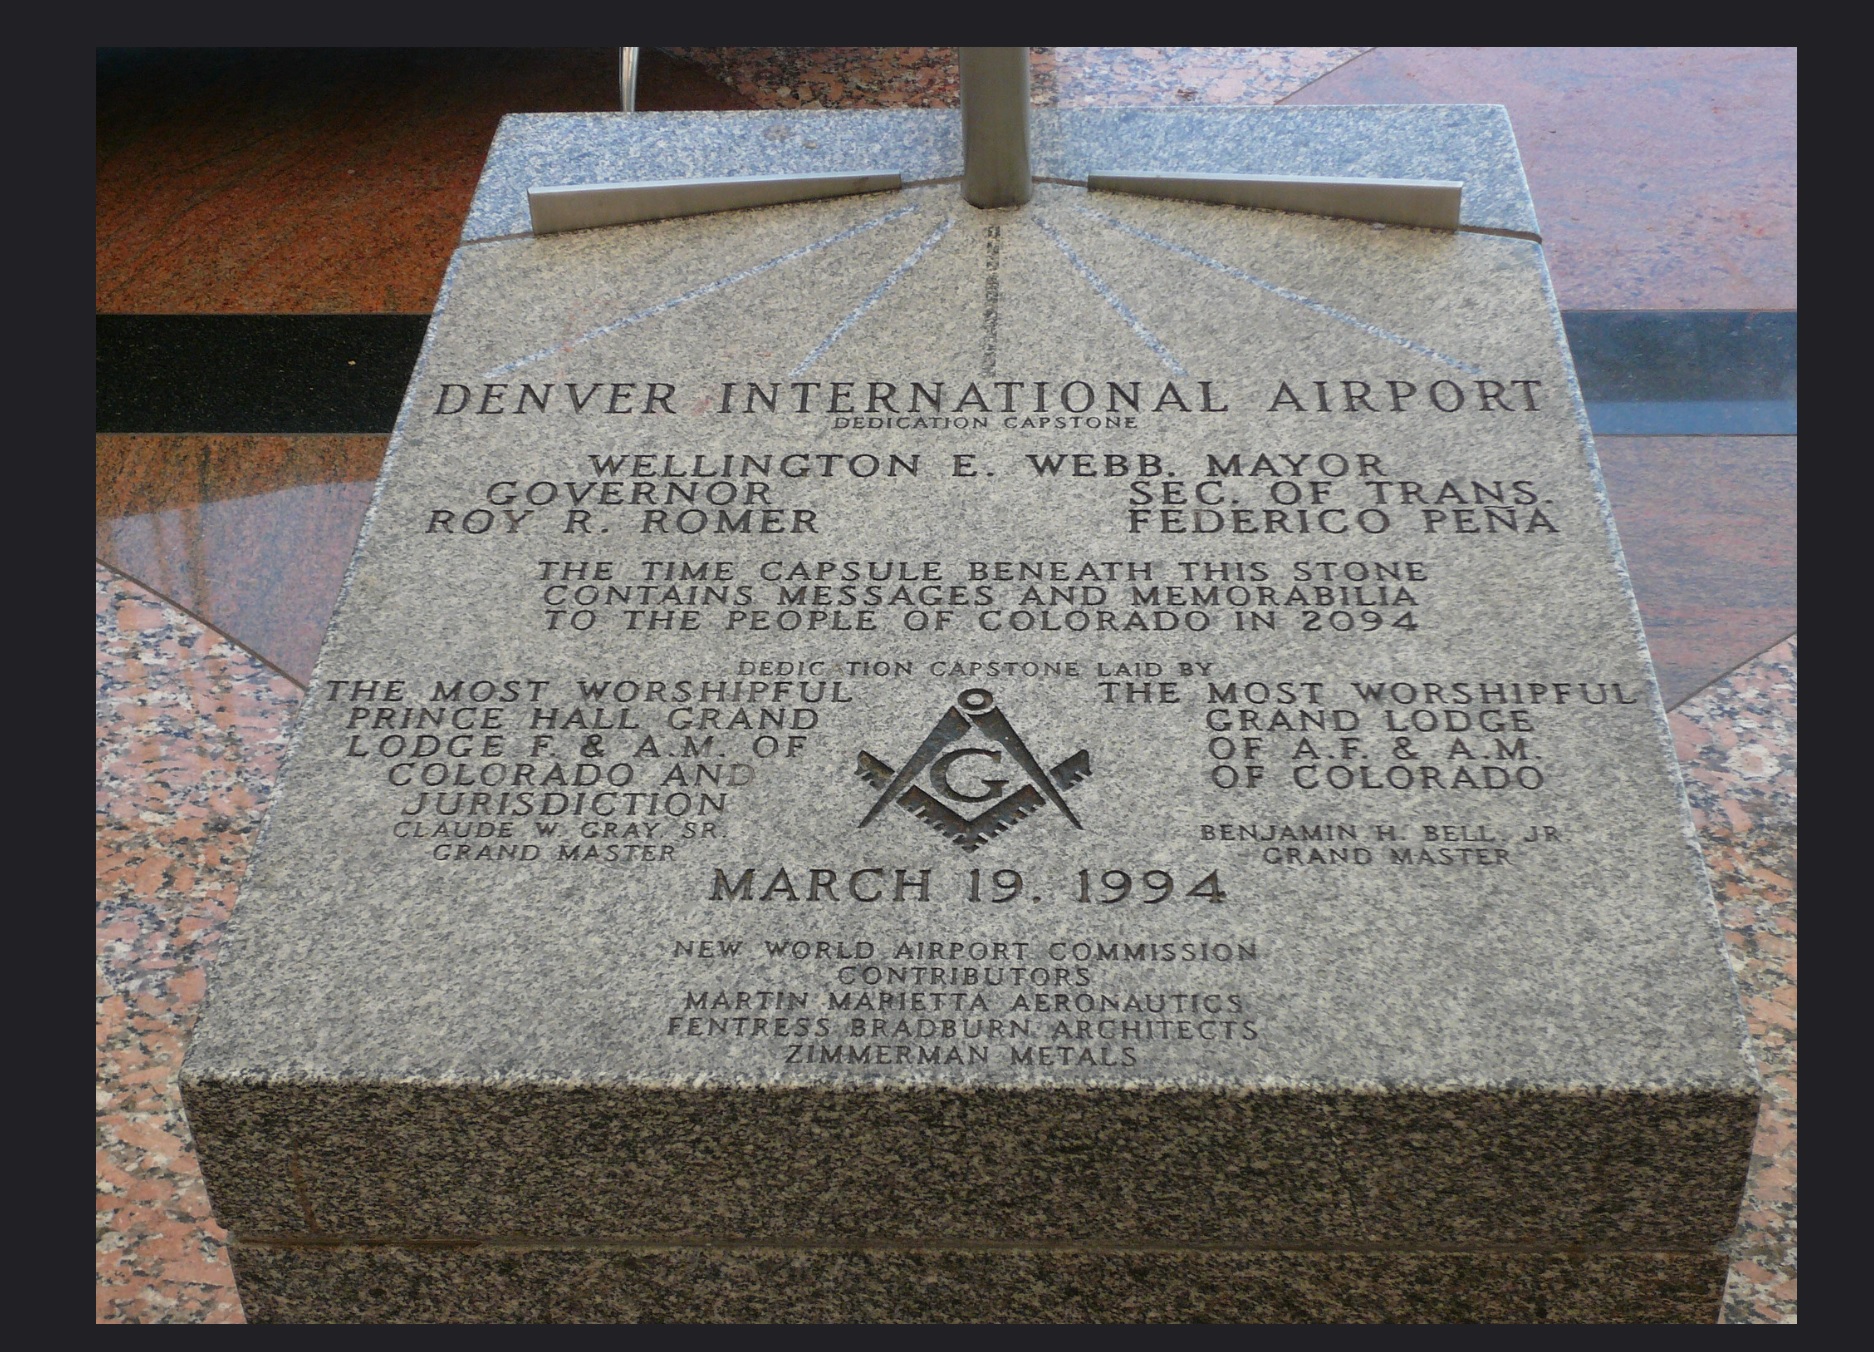 DENVER INTERNATIONAL AIRPORT
DEDICATION CAPSTONE
WELLINGTON E. WEBB. MAYOR
GOVERNOR
ROY R. ROMER
SEC. OF TRANS.
FEDERICO PEÑA
THE TIME CAPSULE BENEATH THIS STONE
CONTAINS MESSAGES AND MEMORABILIA
TO THE PEOPLE OF COLORADO IN 2094
DEDIC TION CAPSTONE LAID BY
THE MOST WORSHIPFUL
PRINCE HALL GRAND
LODGE F. & A.M. OF
COLORADO AND
JURISDICTION
CLAUDE W. GRAY, SR.
GRAND MASTER
G
THE MOST WORSHIPFUL
GRAND LODGE
OF A.F. & A.M.
OF COLORADO
BENJAMIN H. BELL, JR.
GRAND MASTER
MARCH 19, 1994
NEW WORLD AIRPORT COMMISSION
CONTRIBUTORS
MARTIN MARIETTA AERONAUTICS
FENTRESS BRADBURN ARCHITECTS
ZIMMERMAN METALS